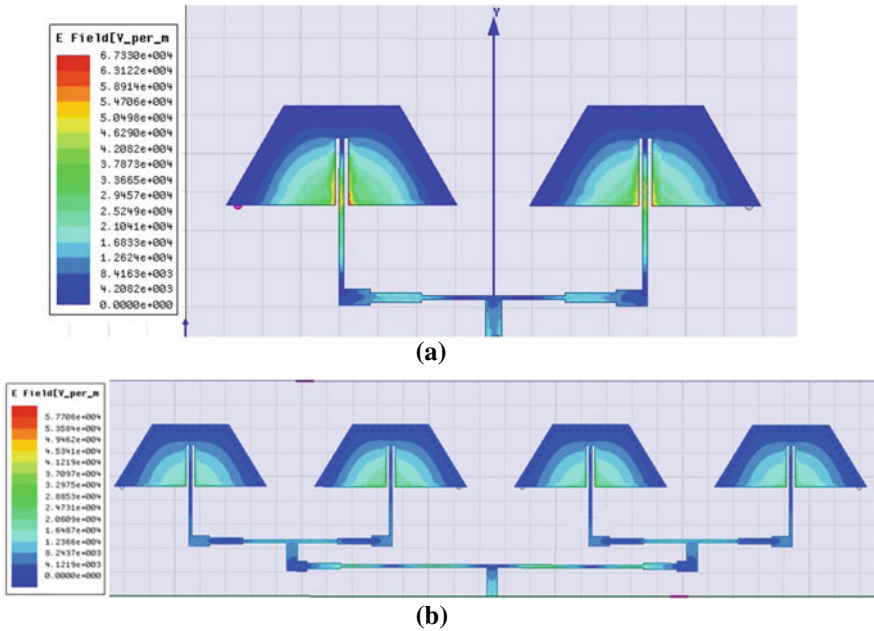 E Field[V_per_m
6.7330e+004
6.3122e+004
5.8914e+004
5.4706e+004
5.0498e+004
4.6290e+004
4.2082e+004
3.7873e+004
3.3665e+004
2.9457e+004
2.5249e+004
2.1041e+004
1.6833e+004
1.2624e+004
8.4163e+003
4.2082e+003
0.0000e+000
Y
(a)
E Field[V_per_m
5.7706e+004
5.3584e+004
4.9462e+004
4.5341e+004
4.1219e+004
3.7097e+004
3.2975e+004
2.8853e+004
2.4731e+004
2.0609e+004
1.6487e+004
1.2366e+004
8.2437e+003
4.1219e+003
0.0000e+000
(b)